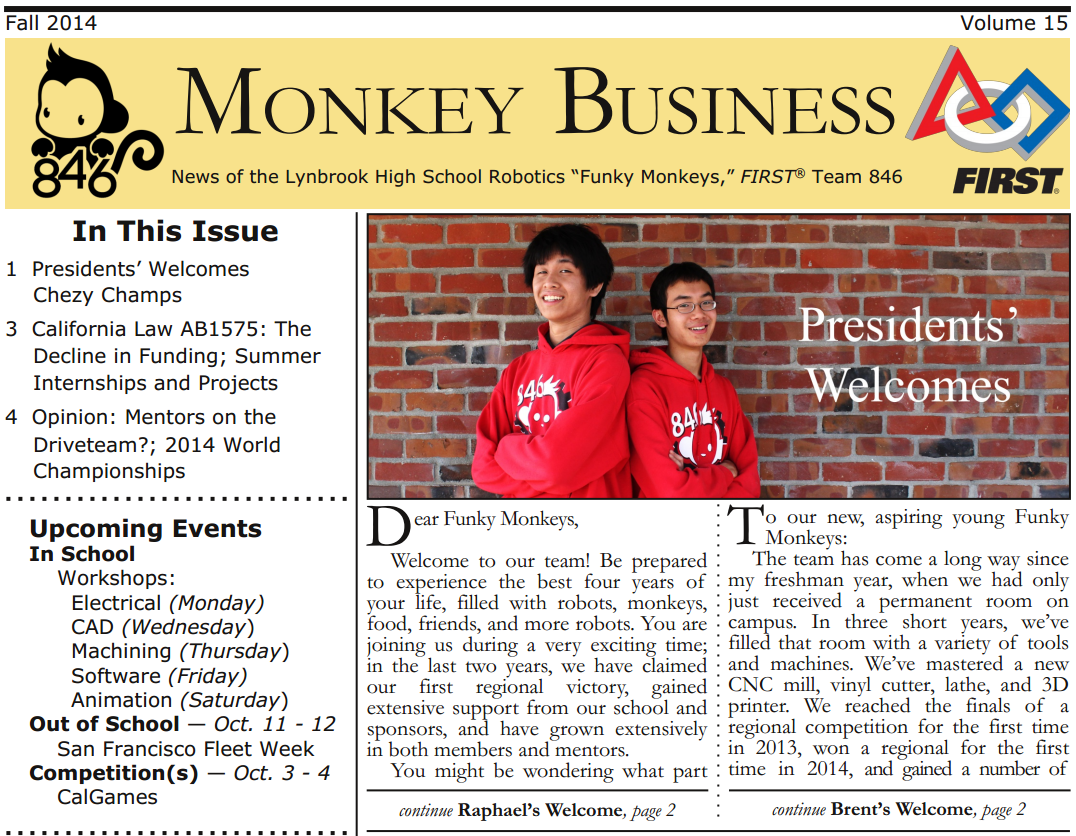 Fall 2014
Volume 15
846
MONKEY BUSINESS
News of the Lynbrook High School Robotics “Funky Monkeys,” FIRST® Team 846
FIRST®
In This Issue
1 Presidents’ Welcomes
Chezy Champs
3 California Law AB1575: The
Decline in Funding; Summer
Internships and Projects
4 Opinion: Mentors on the
Driveteam?; 2014 World
Championships
Upcoming Events
In School
Workshops:
Electrical (Monday)
CAD (Wednesday)
Machining (Thursday)
Software (Friday)
Animation (Saturday)
Out of School — Oct. 11 - 12
San Francisco Fleet Week
Competition(s) — Oct. 3 - 4
CalGames
846
846
Presidents’
Welcomes
Dear Funky Monkeys,
Welcome to our team! Be prepared
to experience the best four years of
your life, filled with robots, monkeys,
food, friends, and more robots. You are
joining us during a very exciting time;
in the last two years, we have claimed
our first regional victory, gained
extensive support from our school and
sponsors, and have grown extensively
in both members and mentors.
You might be wondering what part
continue Raphael’s Welcome, page 2
To our new, aspiring young Funky
Monkeys:
The team has come a long way since
my freshman year, when we had only
just received a permanent room on
campus. In three short years, we’ve
filled that room with a variety of tools
and machines. We’ve mastered a new
CNC mill, vinyl cutter, lathe, and 3D
printer. We reached the finals of a
regional competition for the first time
in 2013, won a regional for the first
time in 2014, and gained a number of
continue Brent’s Welcome, page 2